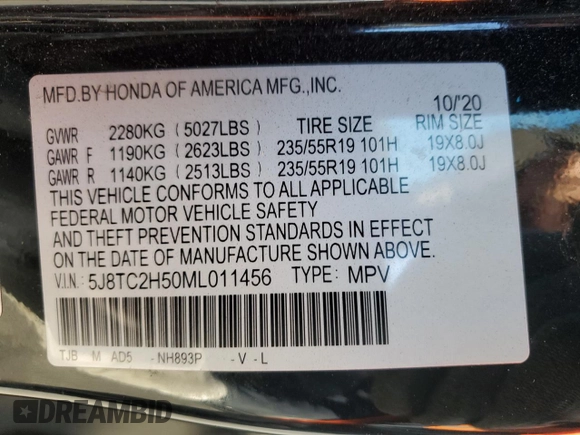 MFD.BY HONDA OF AMERICA MFG.,INC.
10/'20
GVWR 2280KG (5027LBS) TIRE SIZE RIM SIZE
GAWR F 1190KG (2623LBS) 235/55R19 101H 19X8.0J
GAWR R 1140KG (2513LBS) 235/55R19 101H 19X8.0J
THIS VEHICLE CONFORMS TO ALL APPLICABLE
FEDERAL MOTOR VEHICLE SAFETY
AND THEFT PREVENTION STANDARDS IN EFFECT
ON THE DATE OF MANUFACTURE SHOWN ABOVE.
V.I.N.: 5J8TC2H50ML011456 TYPE: MPV
TJB M AD5 -NH893P -V-L
DREAMBID